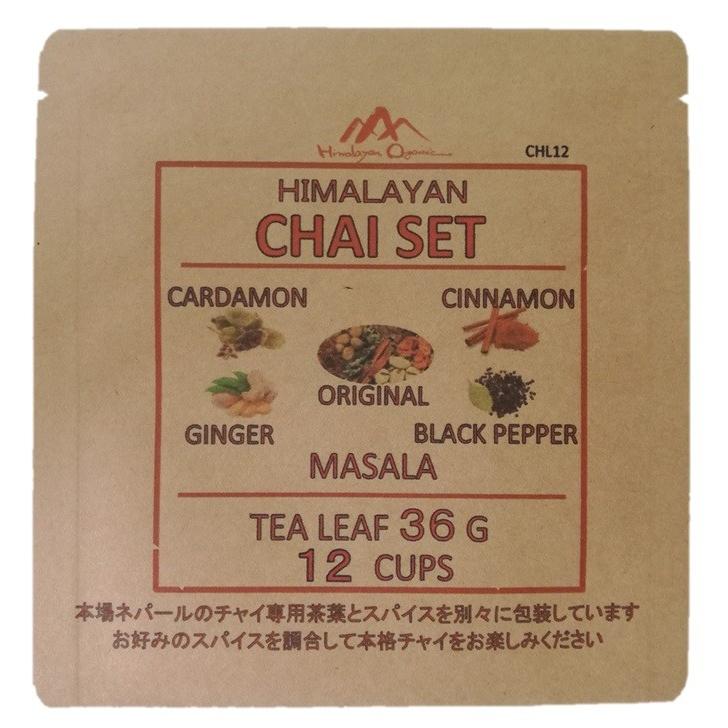 Himalayan Organic
CHL12
HIMALAYAN
CHAI SET
CARDAMON CINNAMON
ORIGINAL
GINGER BLACK PEPPER
MASALA
TEA LEAF 36 G
12 CUPS
本場ネパールのチャイ専用茶葉とスパイスを別々に包装しています
お好みのスパイスを調合して本格チャイをお楽しみください